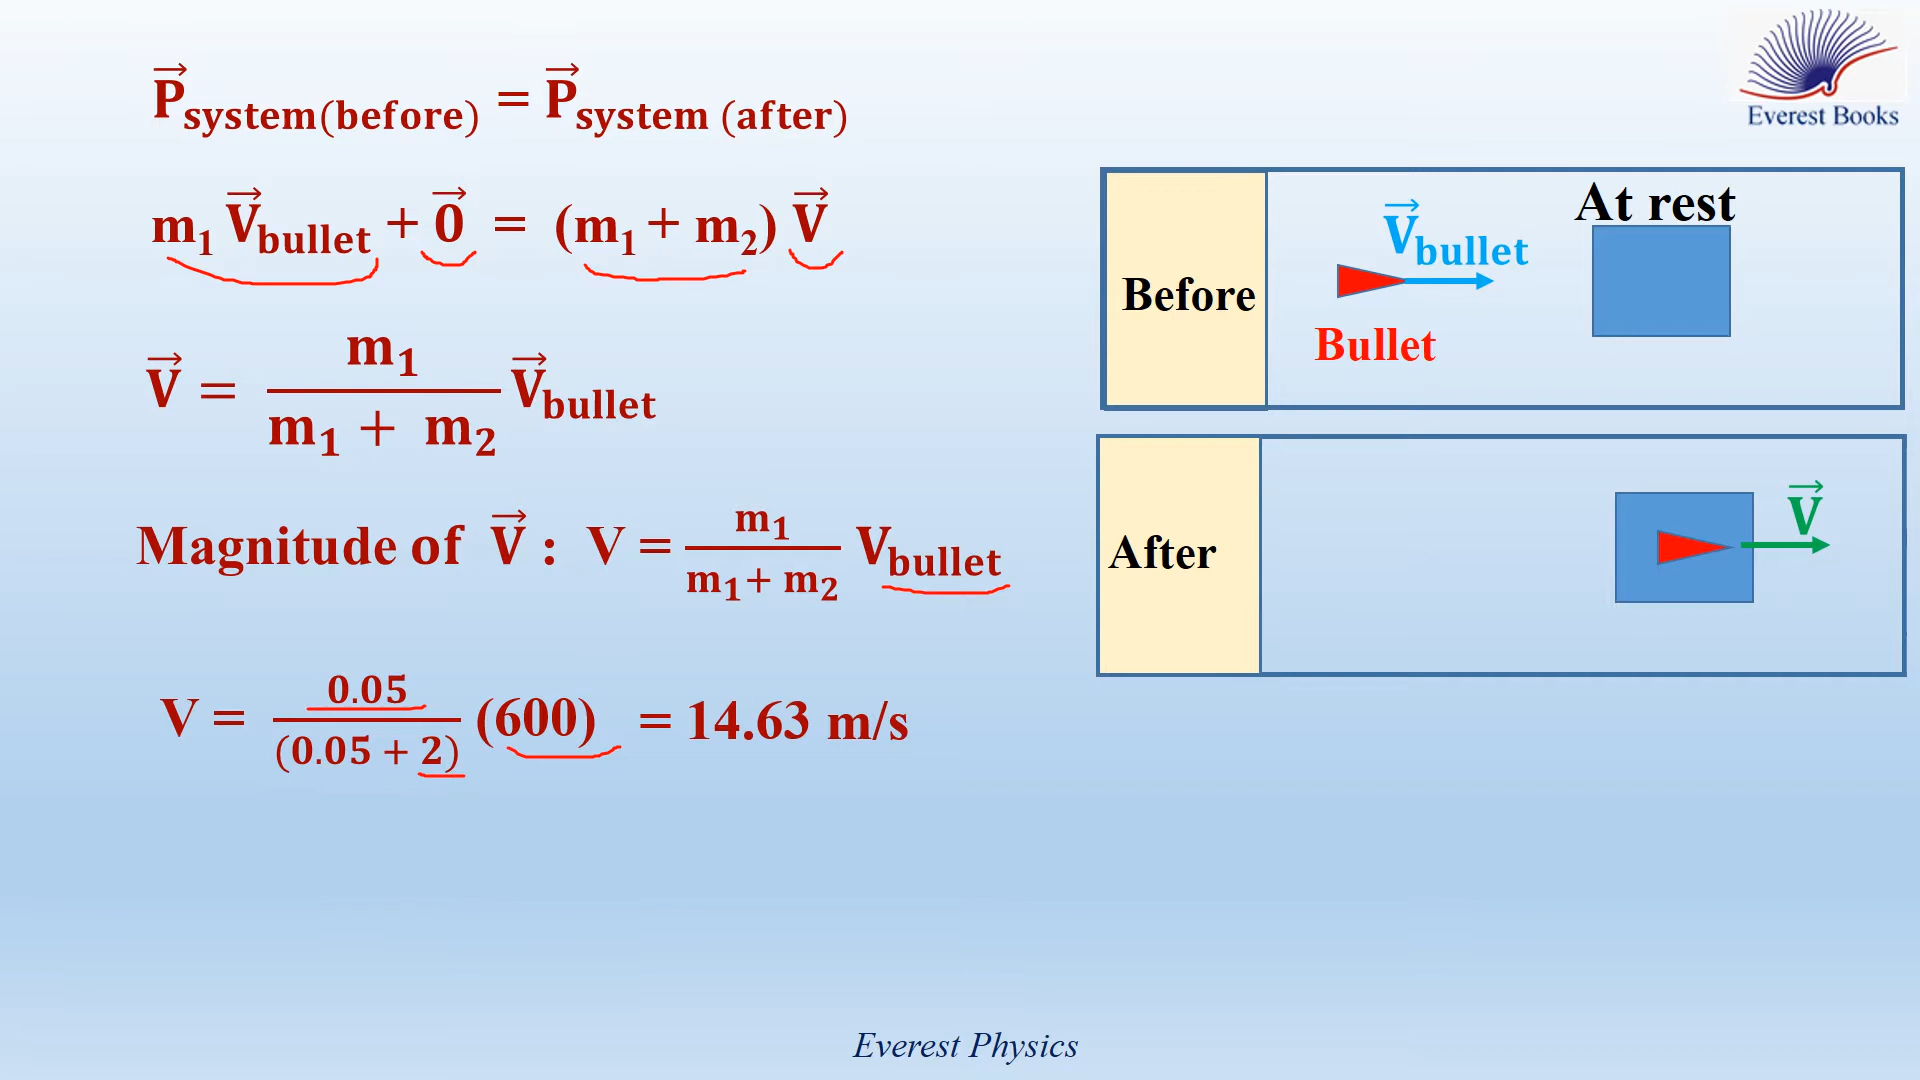 P⃗system(before) = P⃗system (after)
m₁ V⃗bullet + 0⃗ = (m₁ + m₂) V⃗
V⃗ = m₁ / m₁ + m₂ V⃗bullet
Magnitude of V⃗ : V = m₁ / m₁ + m₂ Vbullet
V = 0.05 / (0.05 + 2) (600) = 14.63 m/s
Everest Books
Before
V⃗bullet
At rest
Bullet
After
V⃗
Everest Physics